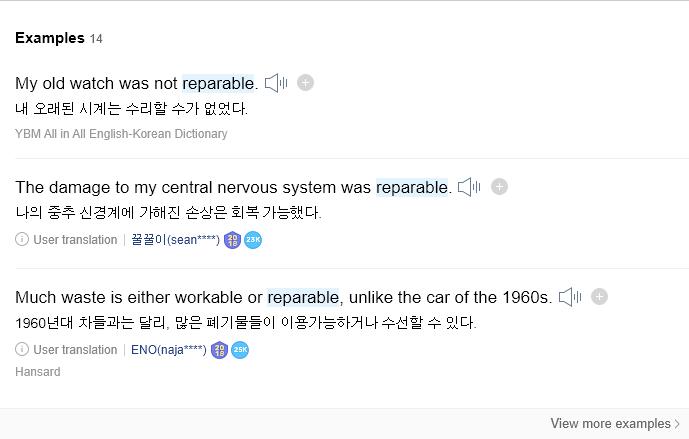 Examples 14
My old watch was not reparable.
내 오래된 시계는 수리할 수가 없었다.
YBM All in All English-Korean Dictionary
The damage to my central nervous system was reparable.
나의 중추 신경계에 가해진 손상은 회복 가능했다.
User translation 꿀꿀이(sean****) 2018 23K
Much waste is either workable or reparable, unlike the car of the 1960s.
1960년대 차들과는 달리, 많은 폐기물들이 이용가능하거나 수선할 수 있다.
User translation ENO(naja****) 2018 25K
Hansard
View more examples